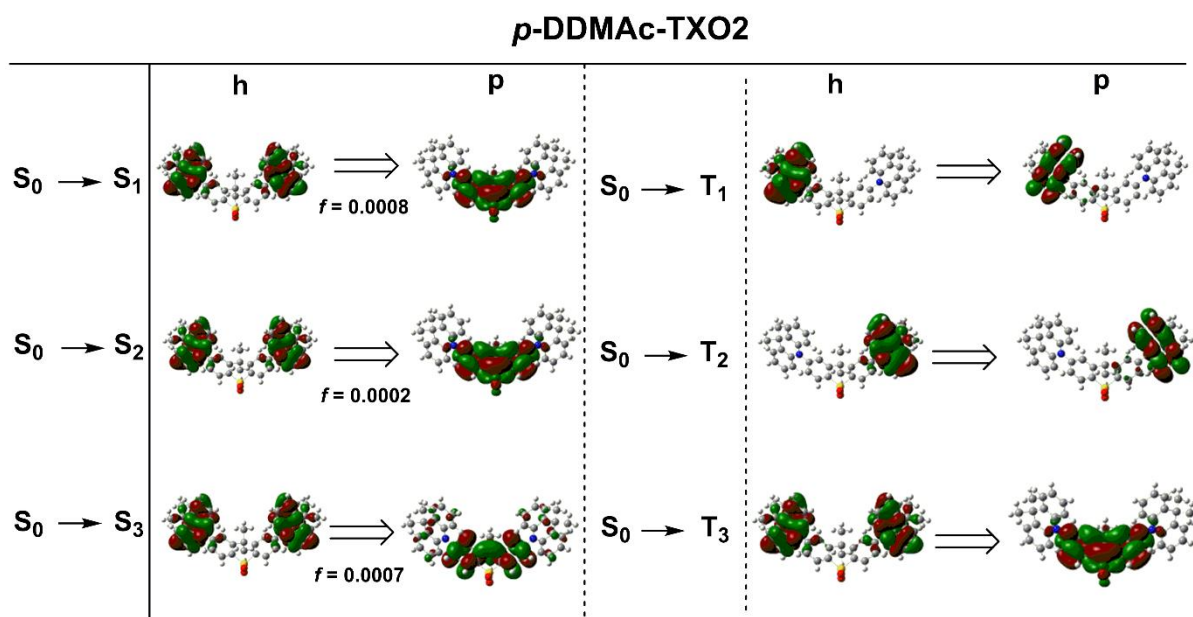 p-DDMAc-TXO2
h p h p
S0 → S1 f = 0.0008 S0 → T1
S0 → S2 f = 0.0002 S0 → T2
S0 → S3 f = 0.0007 S0 → T3